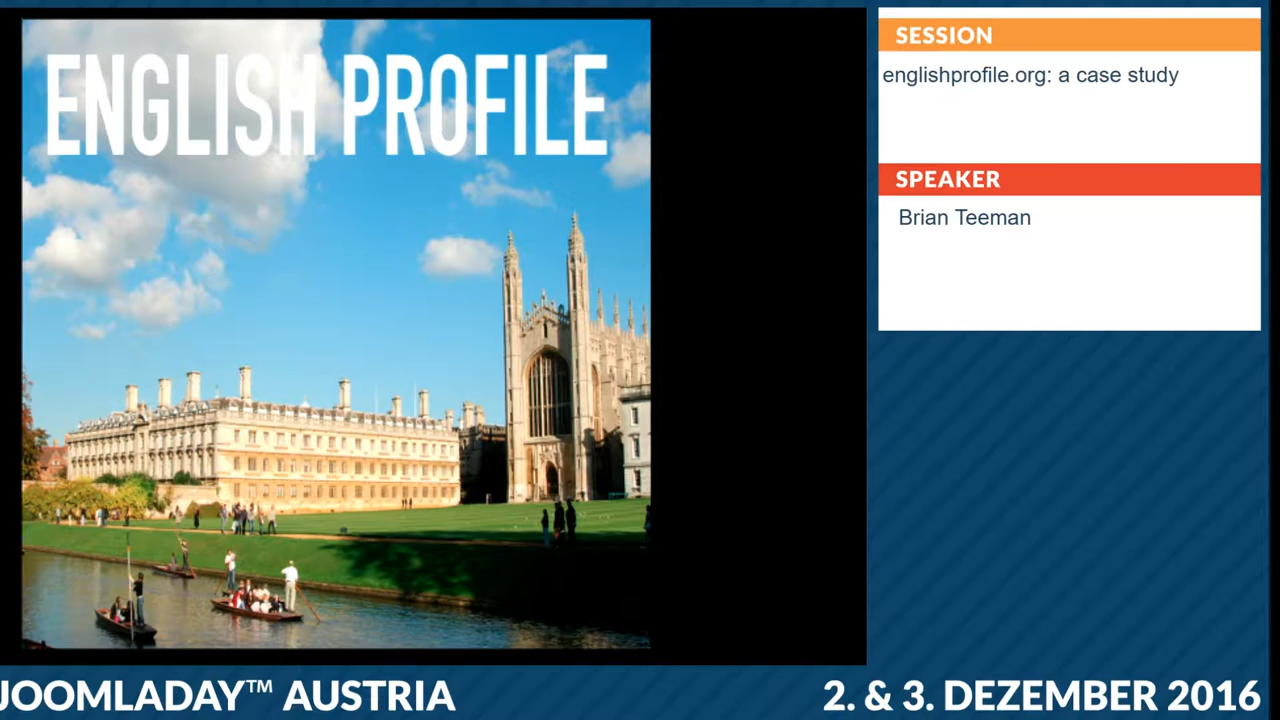 ENGLISH PROFILE
SESSION
englishprofile.org: a case study
SPEAKER
Brian Teeman
JOOMLADAY™ AUSTRIA
2. & 3. DEZEMBER 2016